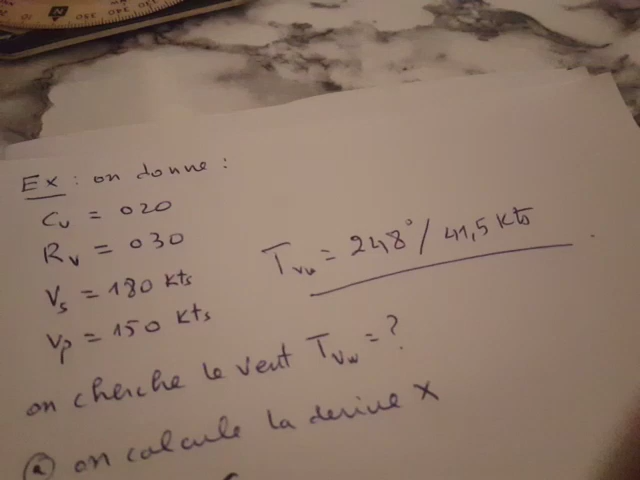 Ex : on donne :
Cv = 020
Rv = 030
Vs = 180 kts
Vp = 150 kts
Tvw = 248° / 41,5 kts
on cherche le vent Tvw = ?
(a) on calcule la derive X